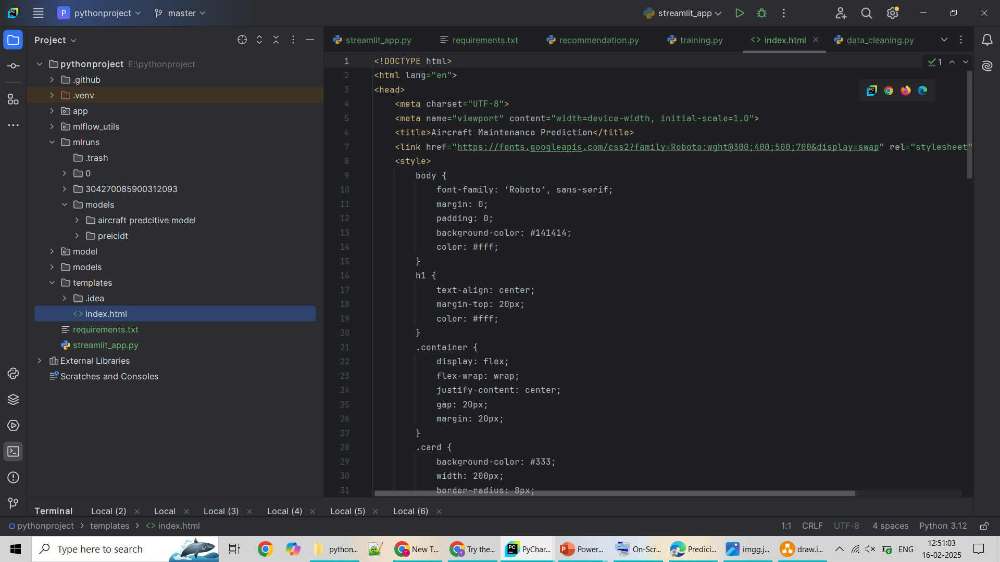 pythonproject
master
streamlit_app
Project
pythonproject E:\pythonproject
.github
.venv
app
mlflow_utils
mlruns
.trash
0
304270085900312093
models
aircraft predcitive model
preicidt
model
models
templates
.idea
index.html
requirements.txt
streamlit_app.py
External Libraries
Scratches and Consoles
streamlit_app.py requirements.txt recommendation.py training.py index.html data_cleaning.py
1
1 <!DOCTYPE html>
2 <html lang="en">
3 <head>
4 <meta charset="UTF-8">
5 <meta name="viewport" content="width=device-width, initial-scale=1.0">
6 <title>Aircraft Maintenance Prediction</title>
7 <link href="https://fonts.googleapis.com/css2?family=Roboto:wght@300;400;500;700&display=swap" rel="stylesheet"
8 <style>
9 body {
10 font-family: 'Roboto', sans-serif;
11 margin: 0;
12 padding: 0;
13 background-color: #141414;
14 color: #fff;
15 }
16 h1 {
17 text-align: center;
18 margin-top: 20px;
19 color: #fff;
20 }
21 .container {
22 display: flex;
23 flex-wrap: wrap;
24 justify-content: center;
25 gap: 20px;
26 margin: 20px;
27 }
28 .card {
29 background-color: #333;
30 width: 200px;
31 border-radius: 8px;
Terminal Local (2) Local Local (3) Local (4) Local (5) Local (6)
pythonproject > templates > index.html 1:1 CRLF UTF-8 4 spaces Python 3.12
Type here to search python... New T... Try the... PyChar... Power... On-Scr... Predici... imgg.j... draw.i... ENG
12:51:03
16-02-2025